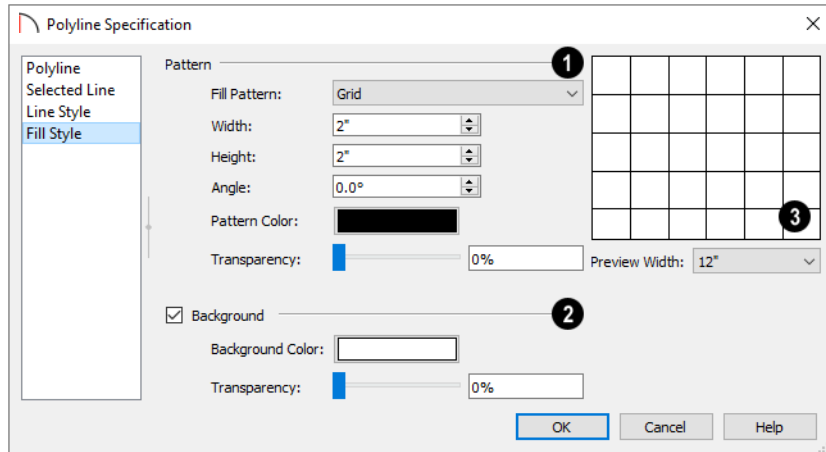 Polyline Specification
Polyline
Selected Line
Line Style
Fill Style
Pattern
1
Fill Pattern: Grid
Width: 2"
Height: 2"
Angle: 0.0°
Pattern Color:
Transparency: 0%
3
Preview Width: 12"
Background
2
Background Color:
Transparency: 0%
OK Cancel Help